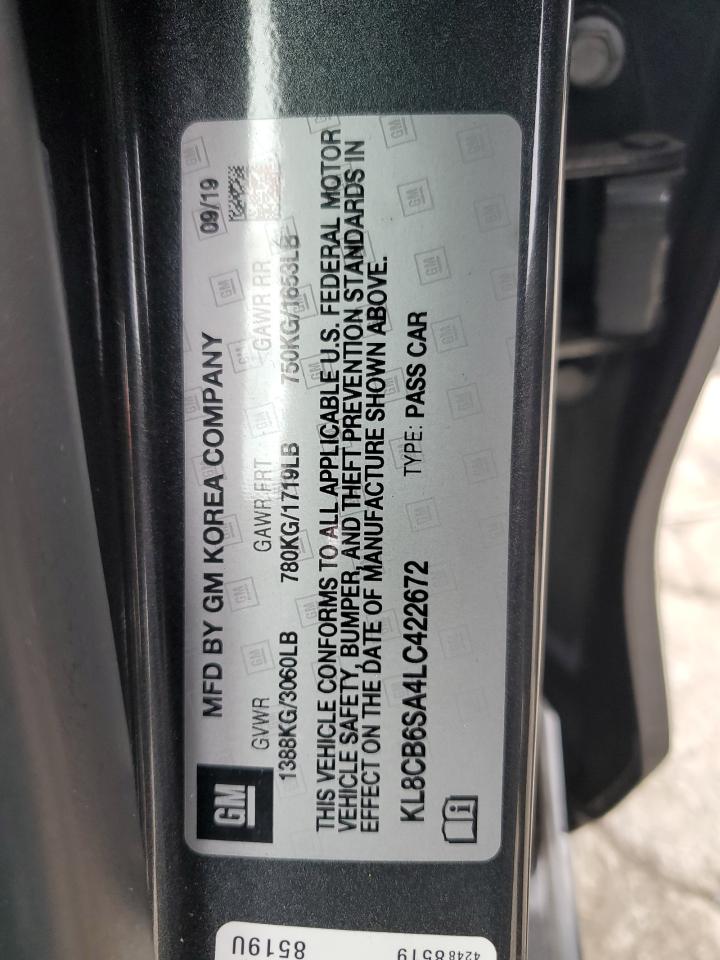 GM
MFD BY GM KOREA COMPANY 09/19
GVWR GAWR FRT GAWR RR
1388KG/3060LB 780KG/1719LB 750KG/1653LB
THIS VEHICLE CONFORMS TO ALL APPLICABLE U.S. FEDERAL MOTOR
VEHICLE SAFETY, BUMPER, AND THEFT PREVENTION STANDARDS IN
EFFECT ON THE DATE OF MANUFACTURE SHOWN ABOVE.
KL8CB6SA4LC422672 TYPE: PASS CAR
42488519
8519U